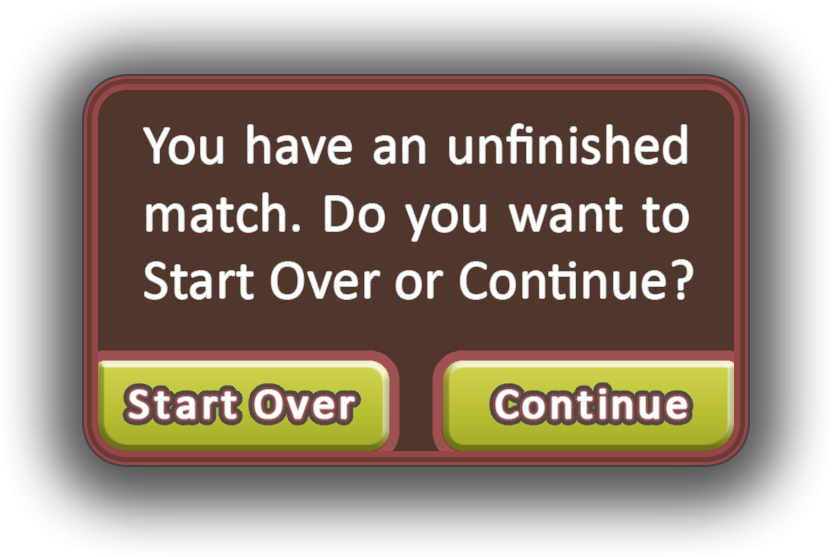 You have an unfinished
match. Do you want to
Start Over or Continue?
Start Over
Continue